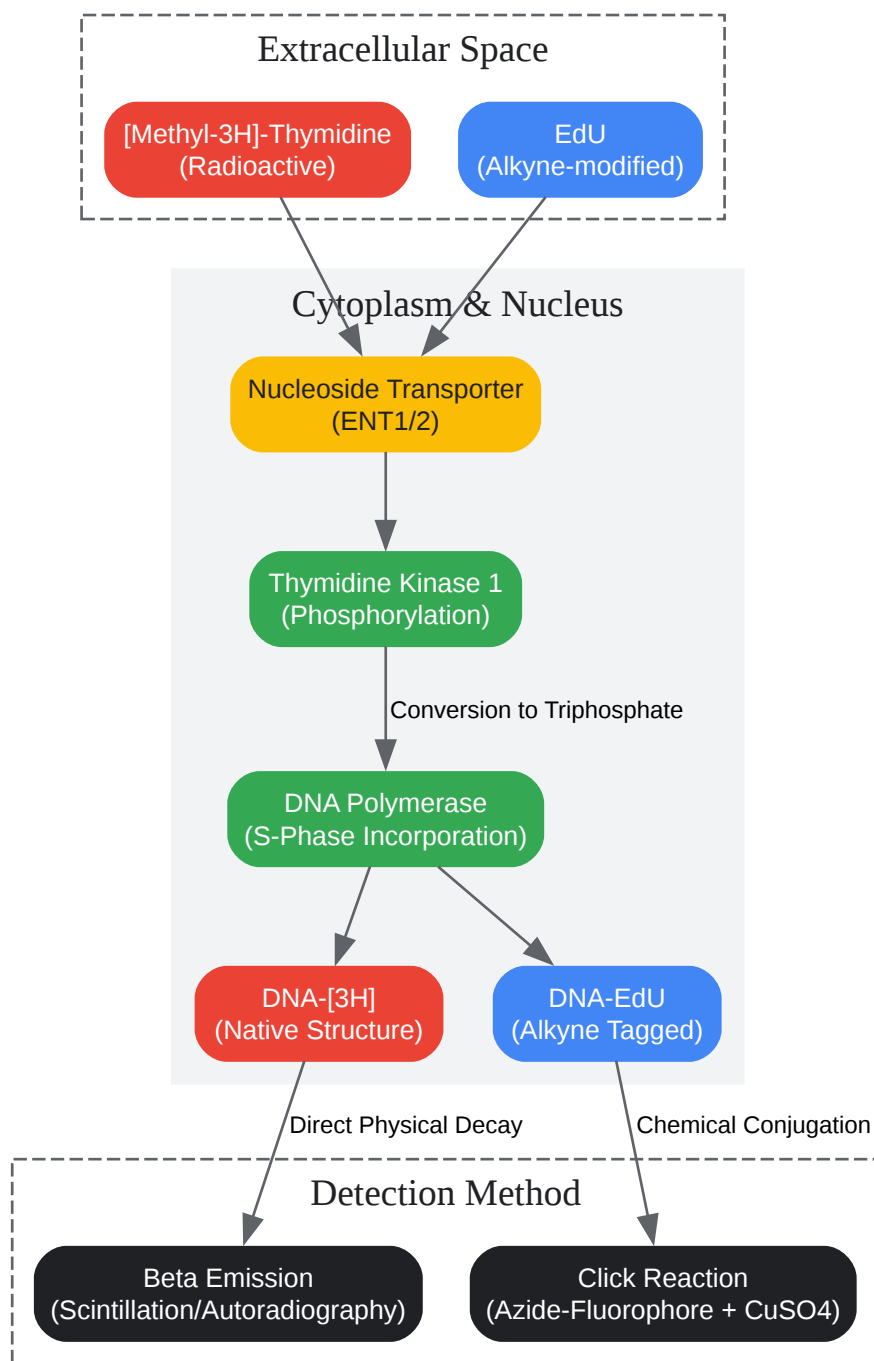 Extracellular Space
[Methyl-3H]-Thymidine
(Radioactive)
EdU
(Alkyne-modified)
Cytoplasm & Nucleus
Nucleoside Transporter
(ENT1/2)
Thymidine Kinase 1
(Phosphorylation)
Conversion to Triphosphate
DNA Polymerase
(S-Phase Incorporation)
DNA-[3H]
(Native Structure)
DNA-EdU
(Alkyne Tagged)
Direct Physical Decay
Chemical Conjugation
Detection Method
Beta Emission
(Scintillation/Autoradiography)
Click Reaction
(Azide-Fluorophore + CuSO4)